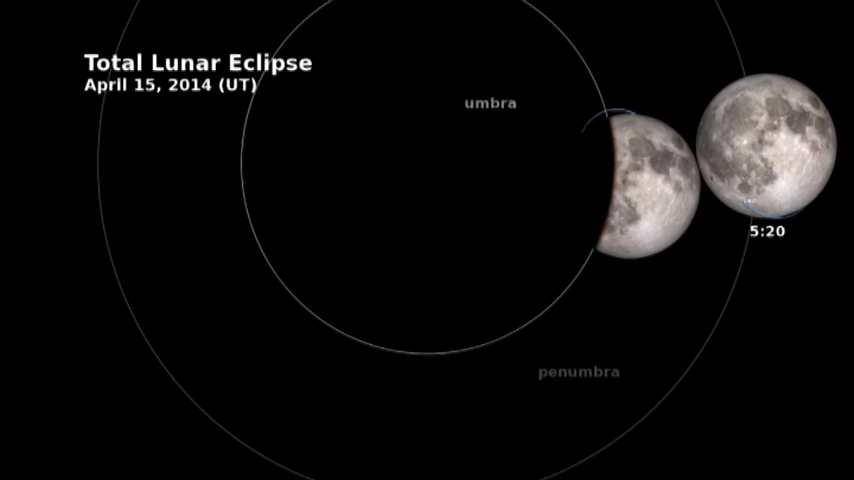 Total Lunar Eclipse
April 15, 2014 (UT)
umbra
5:20
penumbra